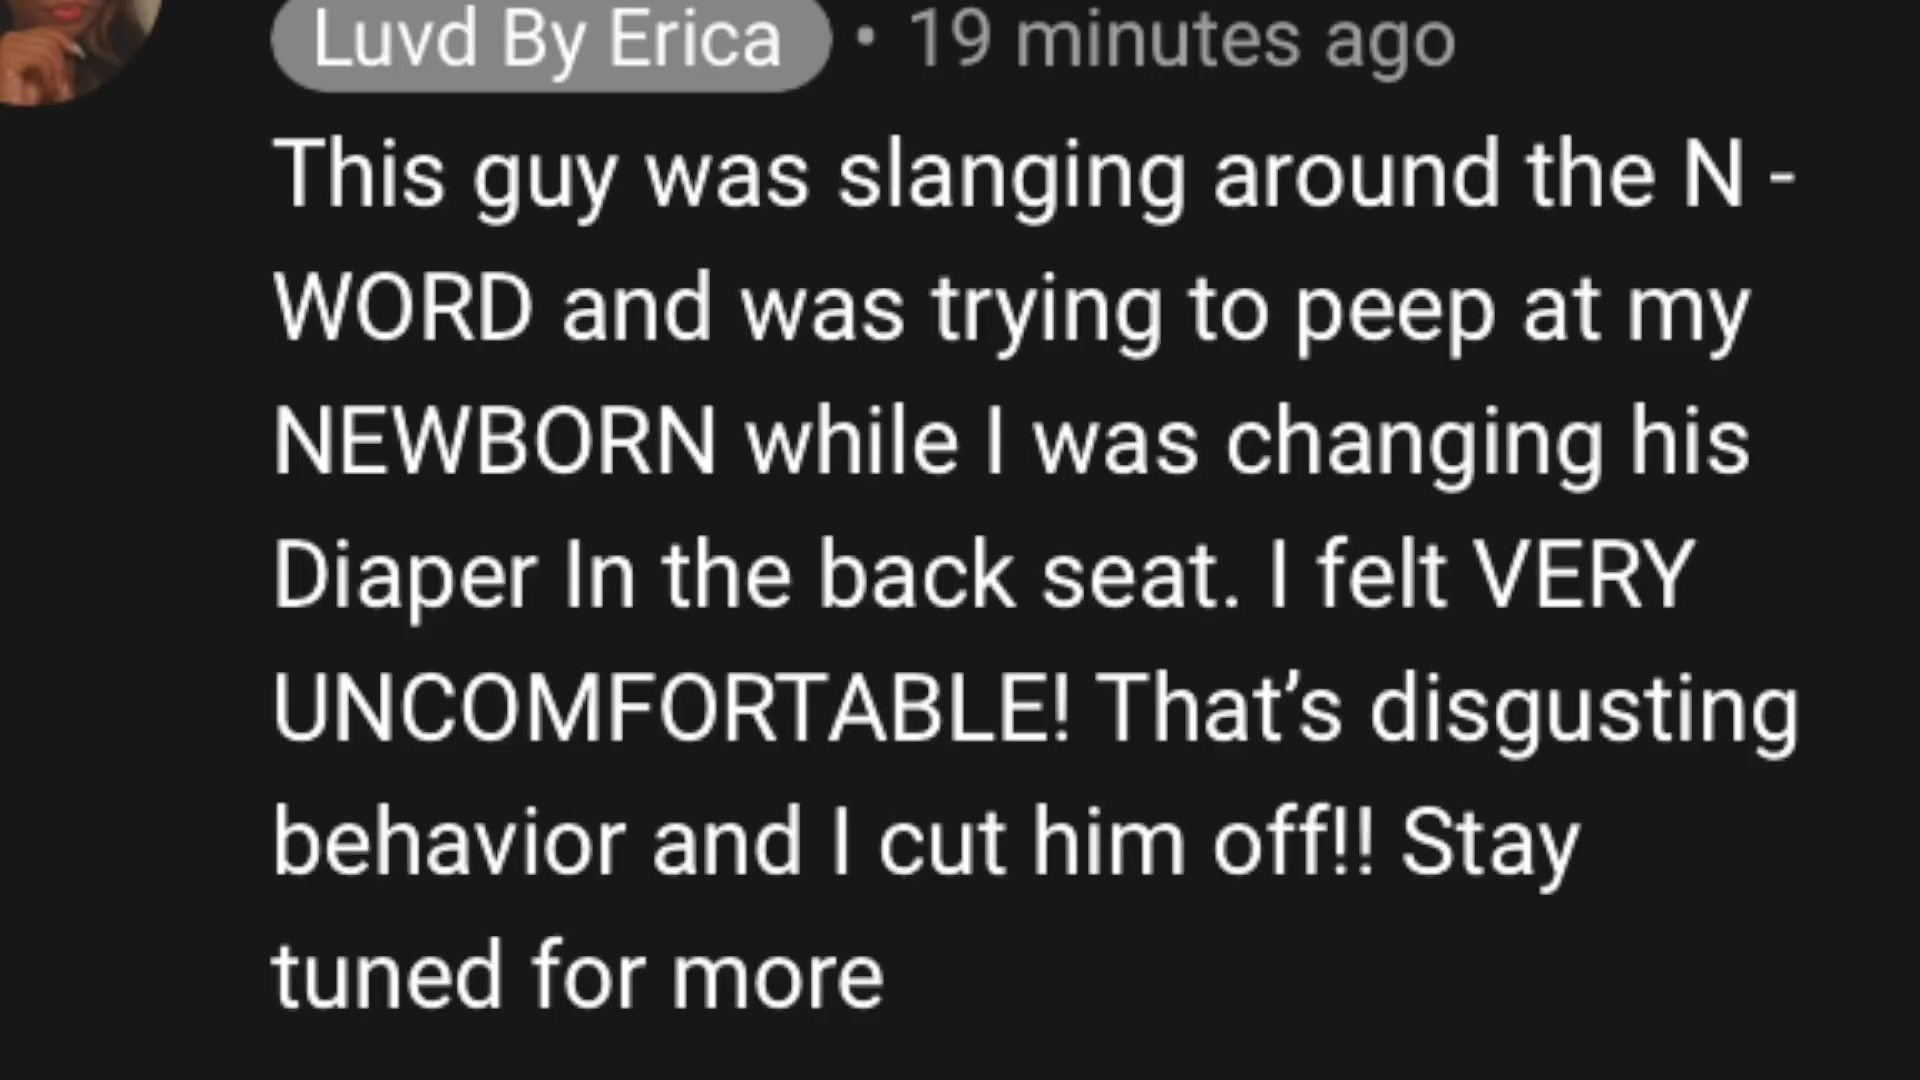 Luvd By Erica • 19 minutes ago
This guy was slanging around the N -
WORD and was trying to peep at my
NEWBORN while I was changing his
Diaper In the back seat. I felt VERY
UNCOMFORTABLE! That’s disgusting
behavior and I cut him off!! Stay
tuned for more